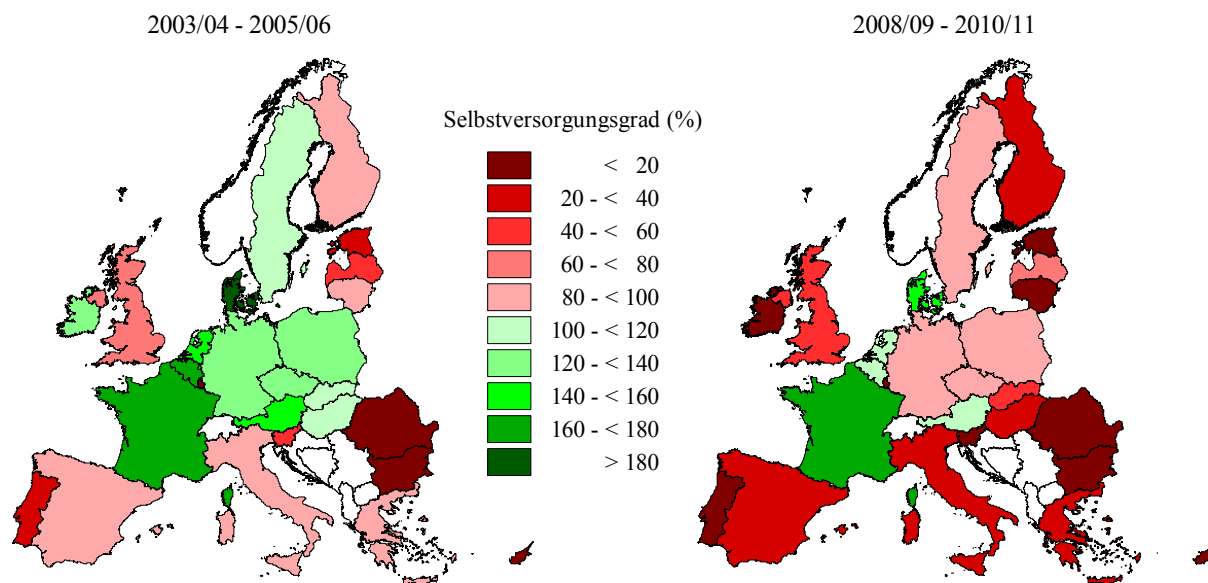 2003/04 - 2005/06
2008/09 - 2010/11
Selbstversorgungsgrad (%)
< 20
20 - < 40
40 - < 60
60 - < 80
80 - < 100
100 - < 120
120 - < 140
140 - < 160
160 - < 180
> 180